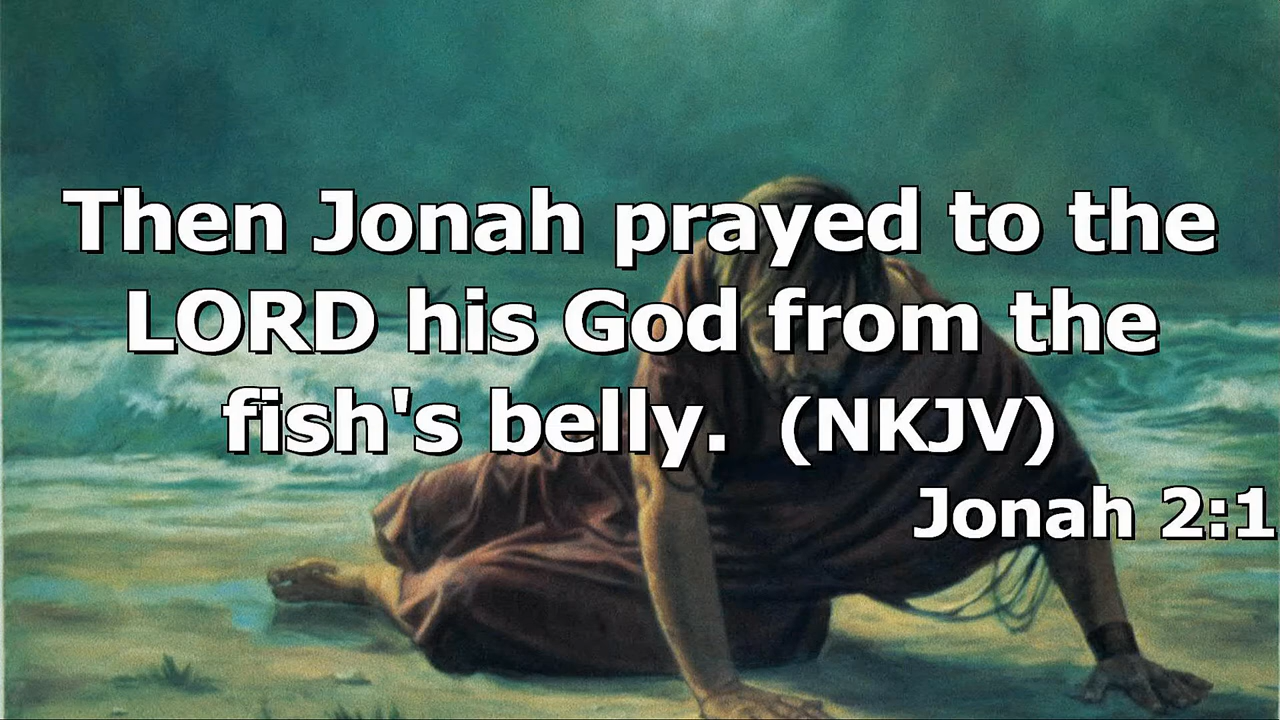 Then Jonah prayed to the
LORD his God from the
fish's belly.  (NKJV)
Jonah 2:1